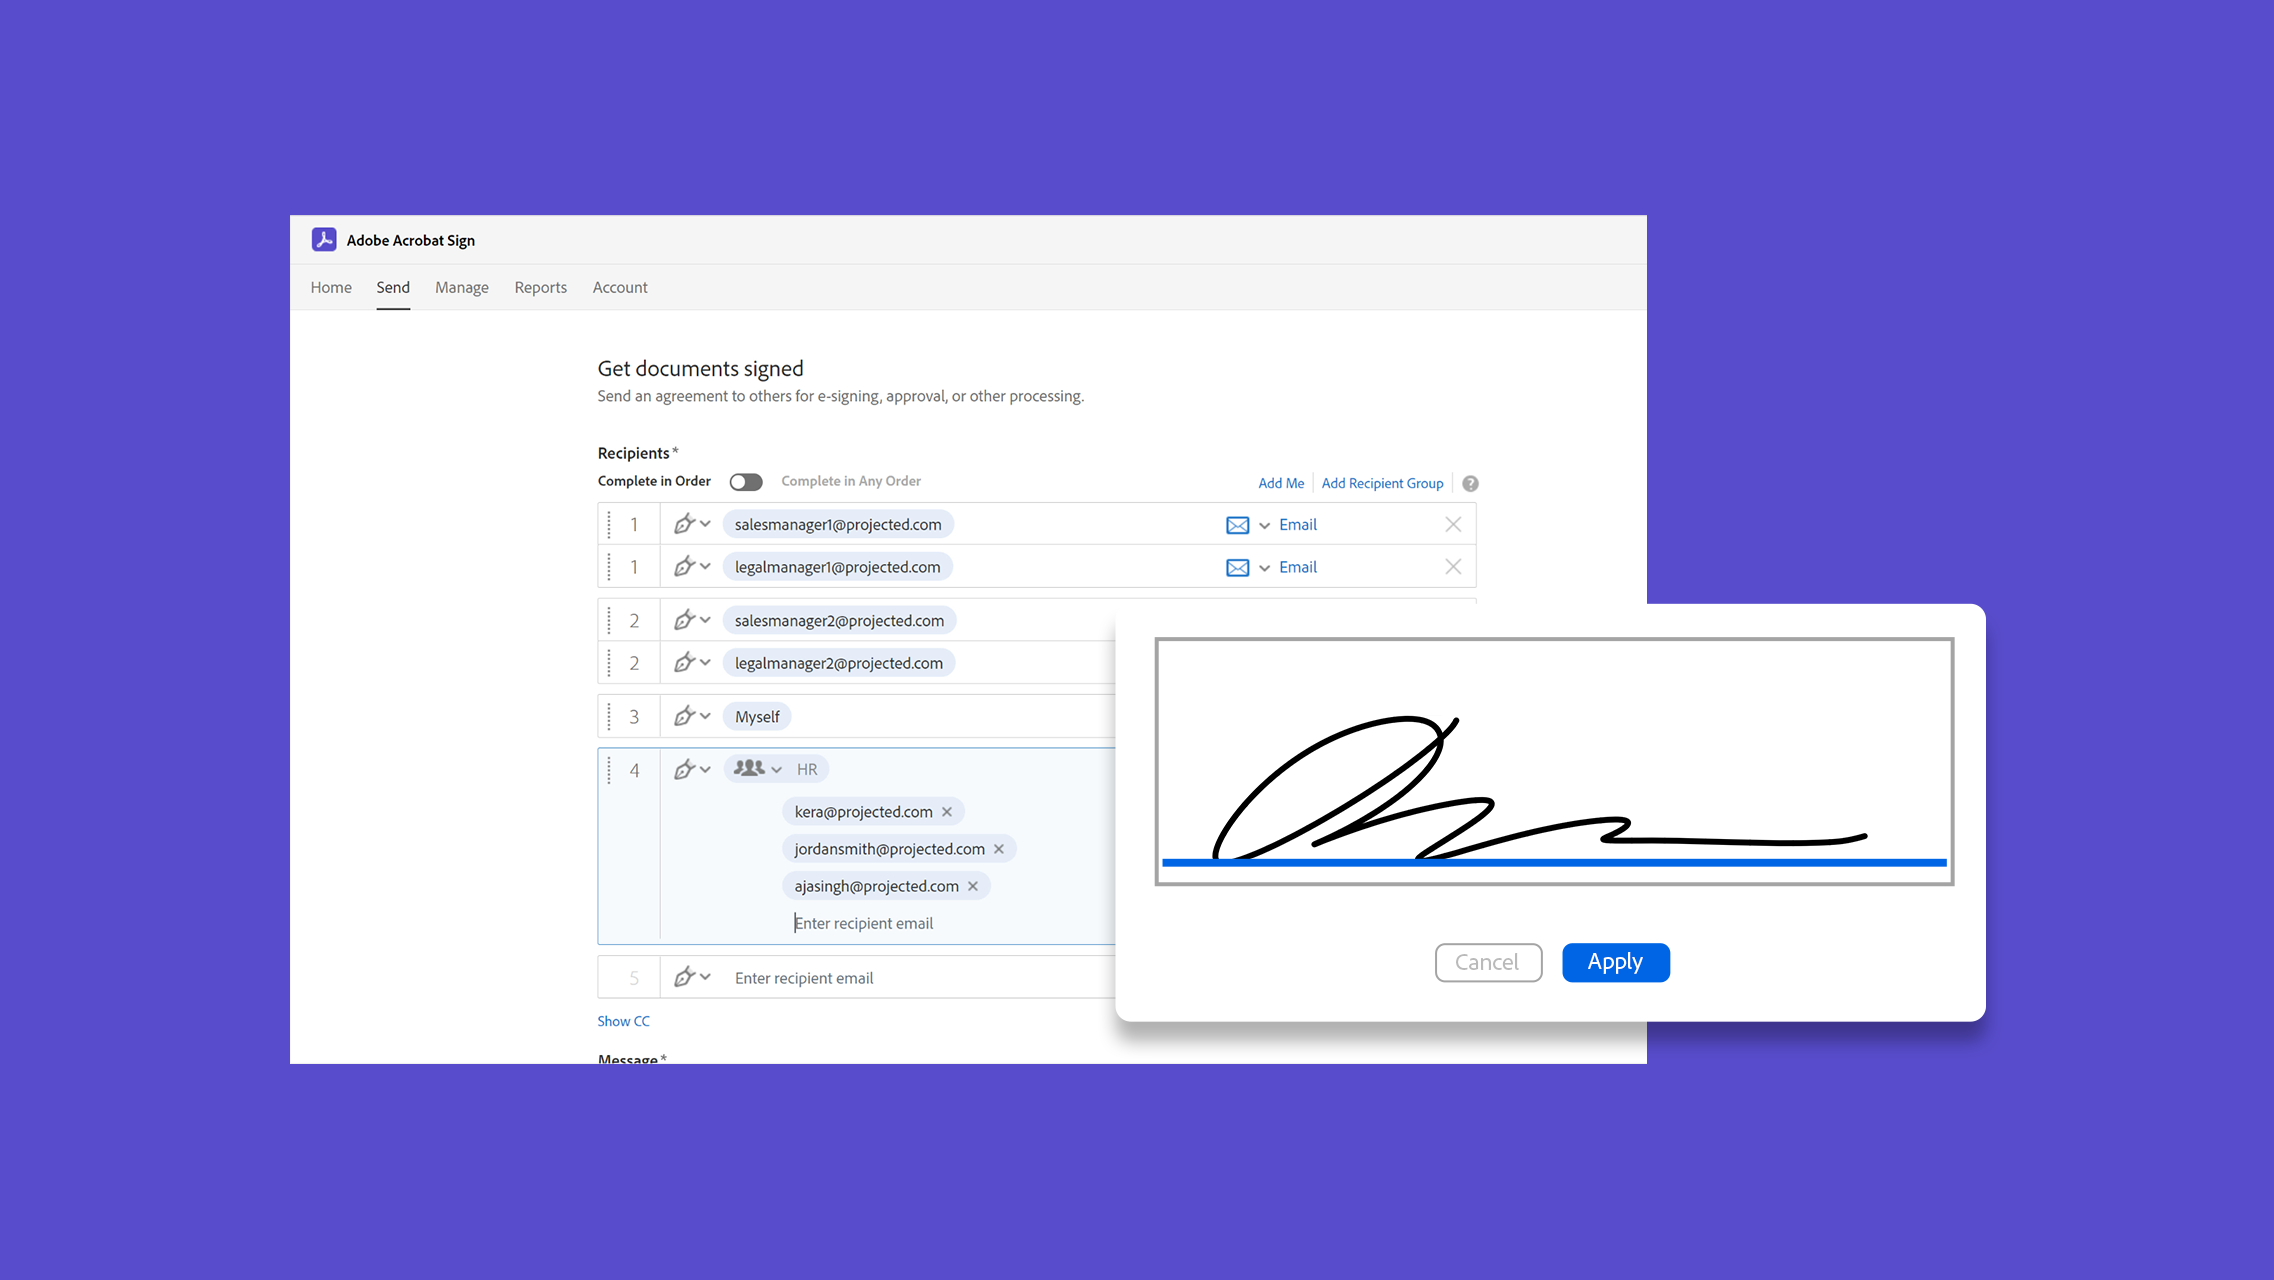 Adobe Acrobat Sign
Home Send Manage Reports Account
Get documents signed
Send an agreement to others for e-signing, approval, or other processing.
Recipients*
Complete in Order Complete in Any Order Add Me Add Recipient Group ?
1 salesmanager1@projected.com Email
1 legalmanager1@projected.com Email
2 salesmanager2@projected.com
2 legalmanager2@projected.com
3 Myself
4 HR
kera@projected.com
jordansmith@projected.com
ajasingh@projected.com
Enter recipient email
5 Enter recipient email
Show CC
Message*
Cancel Apply